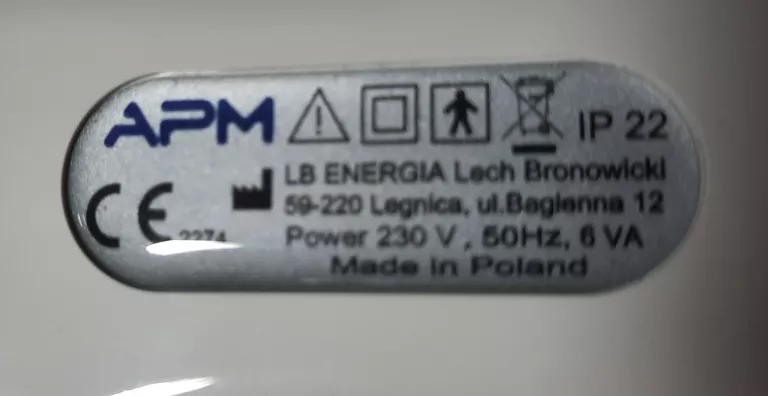 APM IP 22
LB ENERGIA Lech Bronowicki
59-220 Legnica, ul.Bagienna 12
CE 2274
Power 230 V , 50Hz, 6 VA
Made in Poland